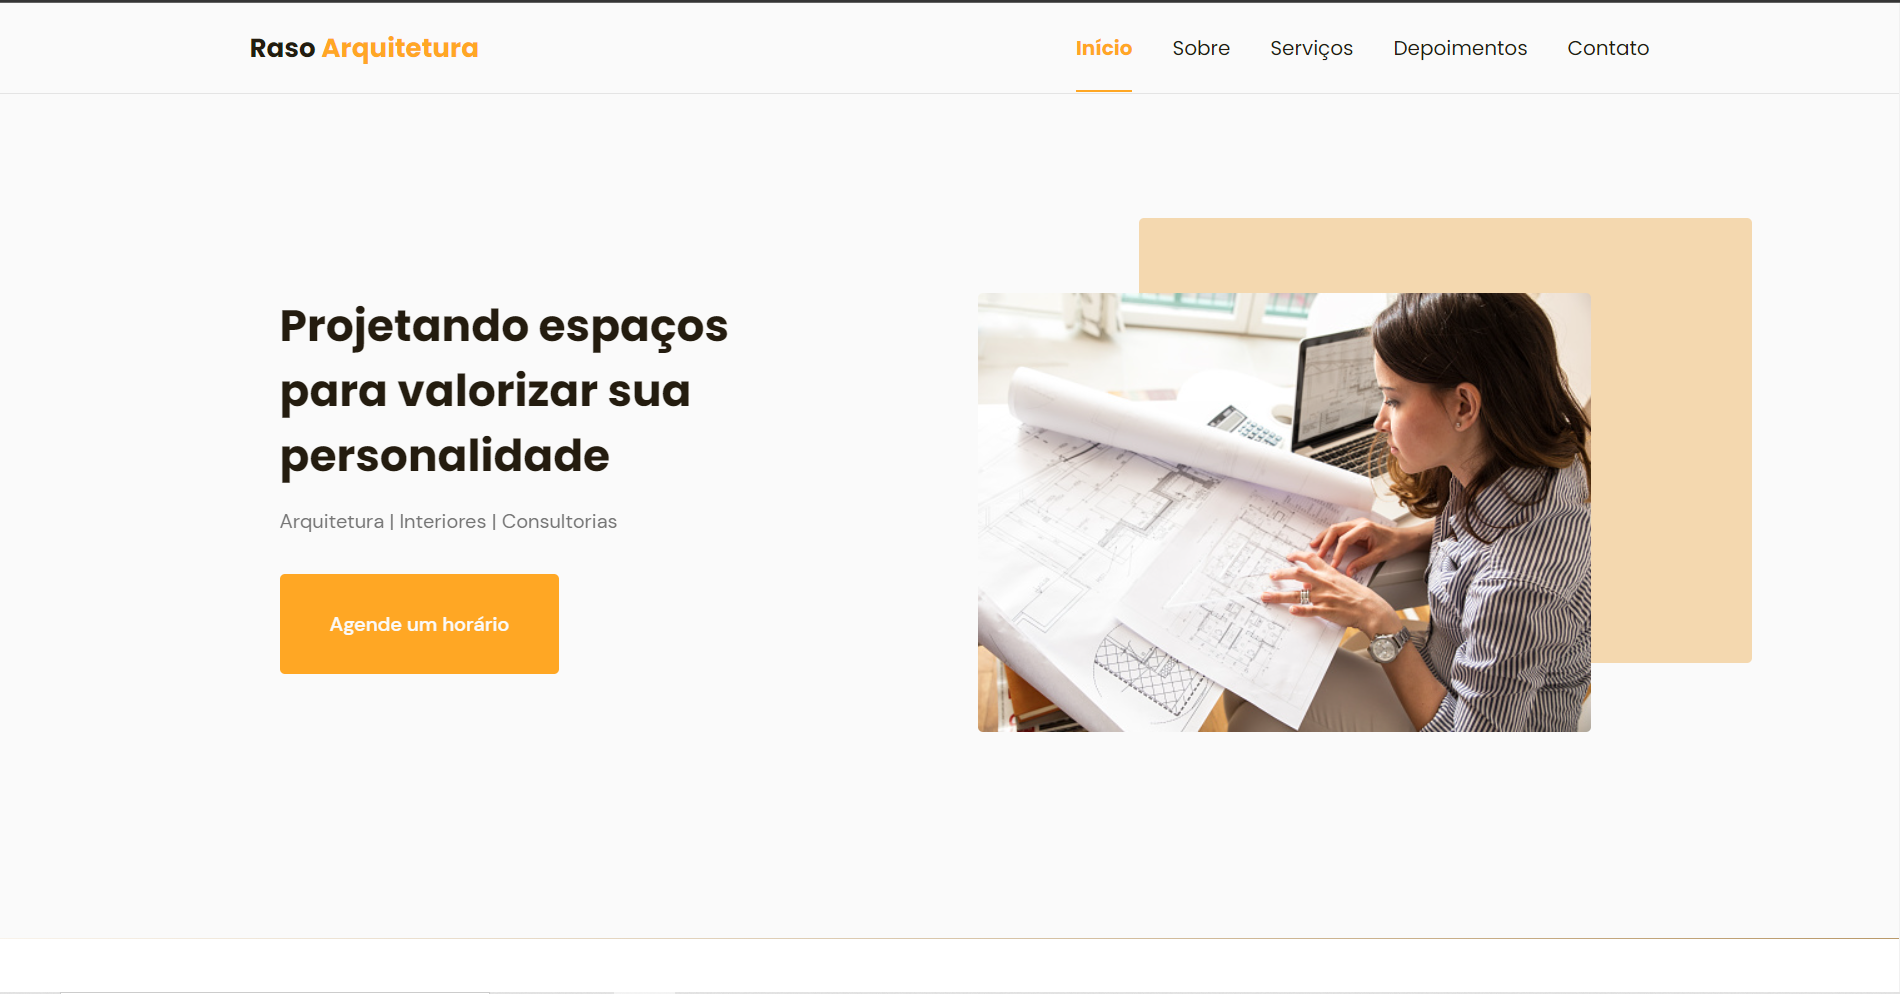 Raso Arquitetura
Início Sobre Serviços Depoimentos Contato
Projetando espaços
para valorizar sua
personalidade
Arquitetura | Interiores | Consultorias
Agende um horário